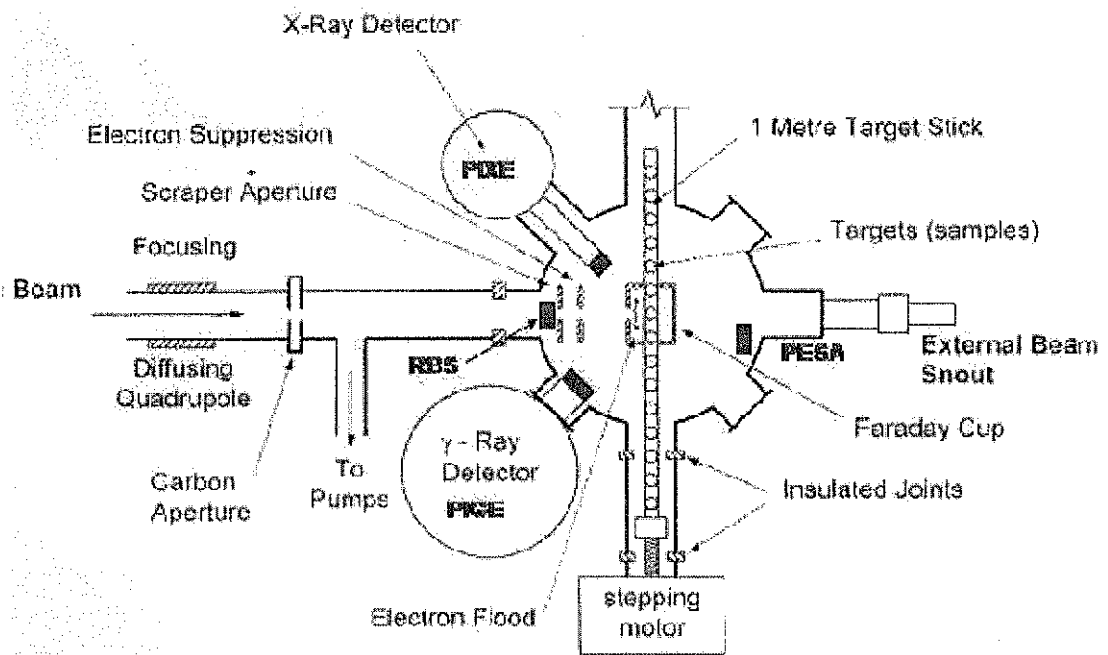 X-Ray Detector
Electron Suppression
1 Metre Target Stick
PIXE
Scraper Aperture
Targets (samples)
Focusing
Beam
RBS
PESA
External Beam
Snout
Diffusing
Quadrupole
Faraday Cup
γ - Ray
Detector
PIGE
To
Pumps
Carbon
Aperture
Insulated Joints
Electron Flood
stepping
motor